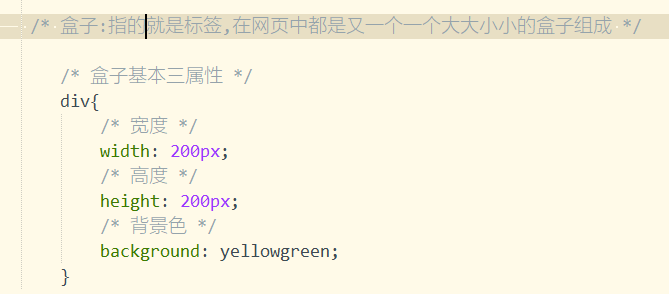 /* 盒子:指的就是标签,在网页中都是又一个一个大大小小的盒子组成 */
/* 盒子基本三属性 */
div{
/* 宽度 */
width: 200px;
/* 高度 */
height: 200px;
/* 背景色 */
background: yellowgreen;
}